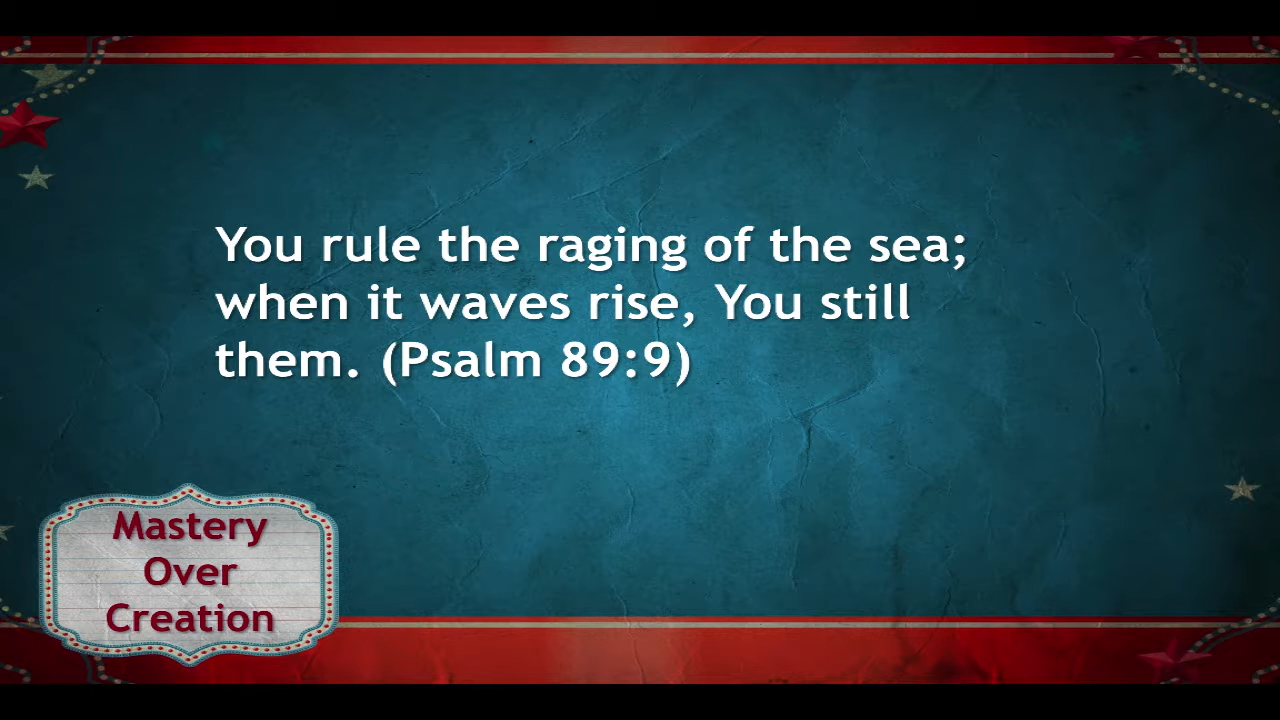 You rule the raging of the sea;
when it waves rise, You still
them. (Psalm 89:9)
Mastery
Over
Creation